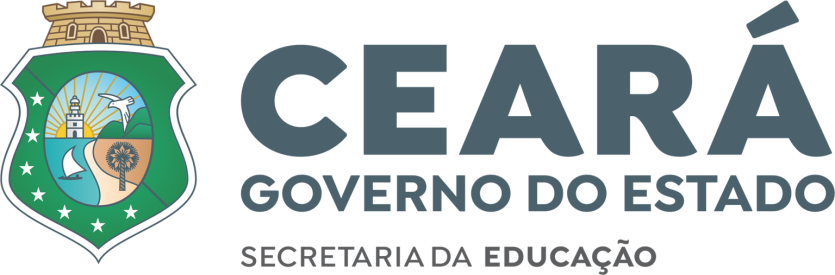 CEARÁ
GOVERNO DO ESTADO
SECRETARIA DA EDUCAÇÃO